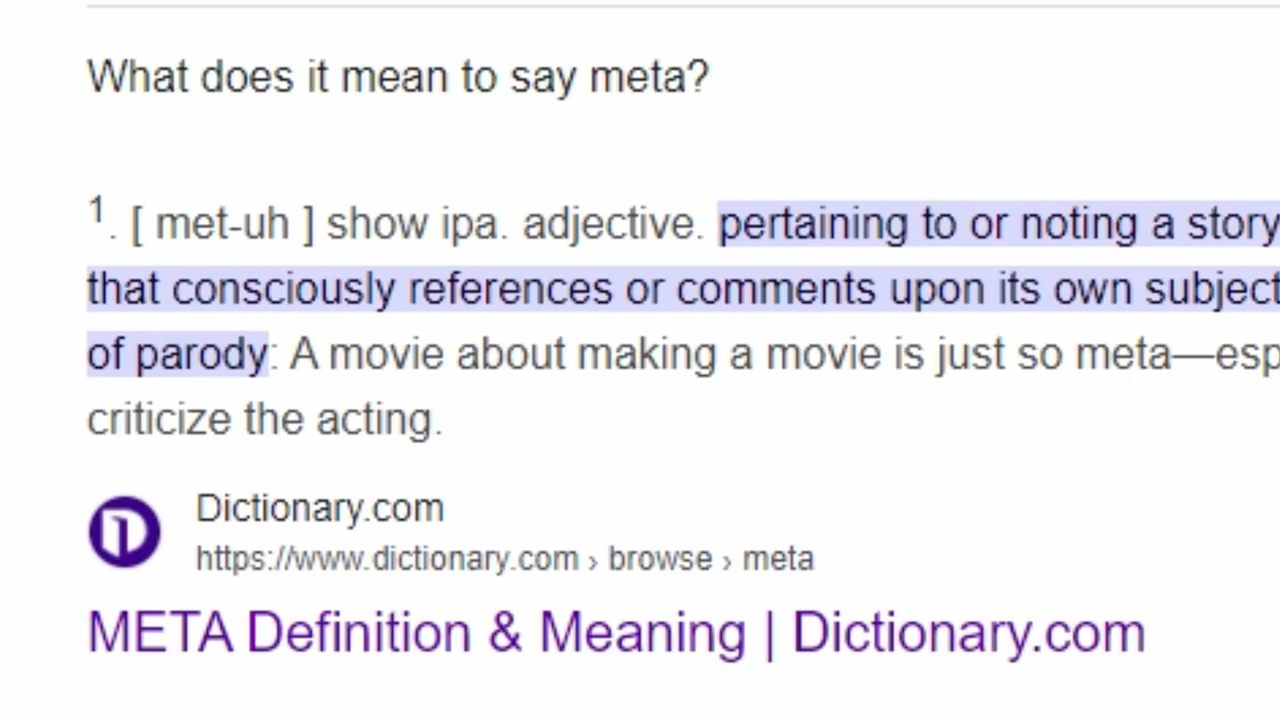 What does it mean to say meta?
1. [ met-uh ] show ipa. adjective. pertaining to or noting a story
that consciously references or comments upon its own subject
of parody: A movie about making a movie is just so meta—esp
criticize the acting.
Dictionary.com
https://www.dictionary.com › browse › meta
META Definition & Meaning | Dictionary.com